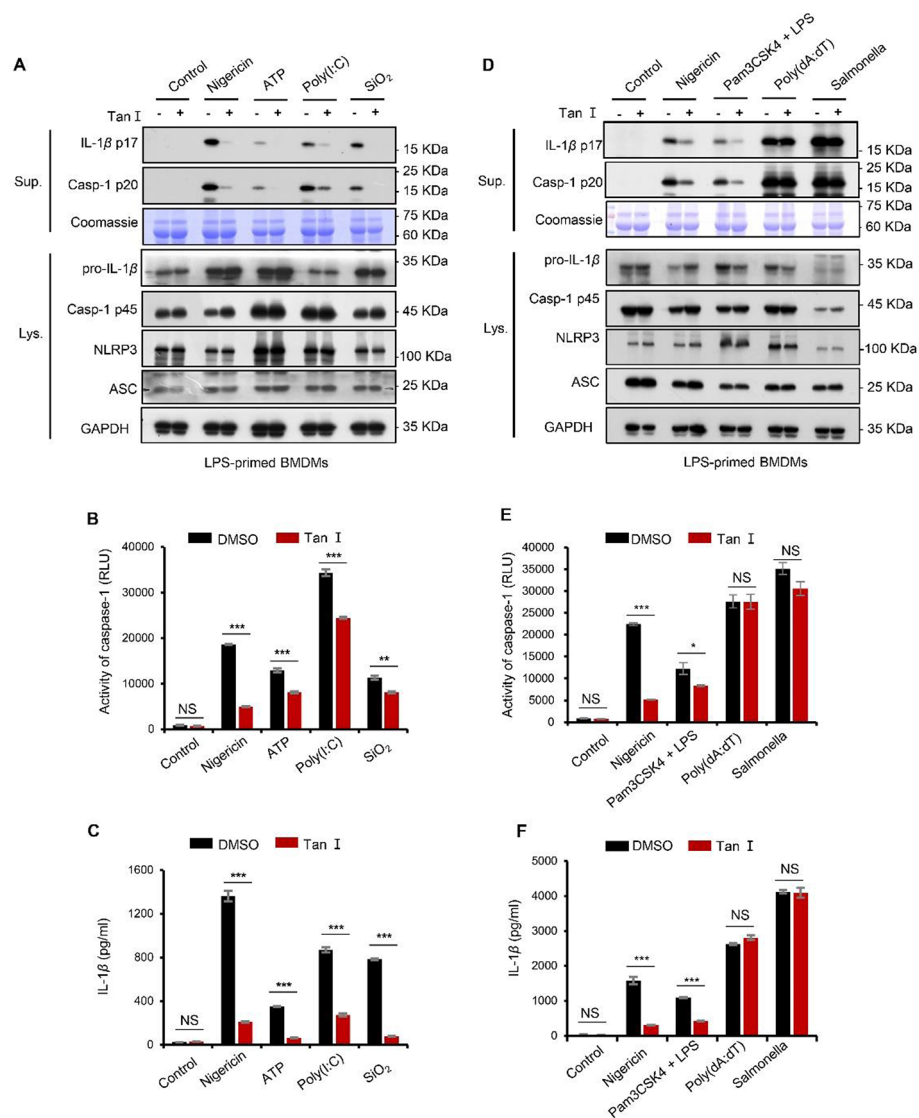 A
Control
Nigericin
ATP
Poly(I:C)
SiO2
Tan Ⅰ - + - + - + - + - +
Sup.
IL-1β p17
15 KDa
Casp-1 p20
25 KDa
15 KDa
Coomassie
75 KDa
60 KDa
Lys.
pro-IL-1β
35 KDa
Casp-1 p45
45 KDa
NLRP3
100 KDa
ASC
25 KDa
GAPDH
35 KDa
LPS-primed BMDMs
D
Control
Nigericin
Pam3CSK4 + LPS
Poly(dA:dT)
Salmonella
Tan Ⅰ - + - + - + - + - +
Sup.
IL-1β p17
15 KDa
Casp-1 p20
25 KDa
15 KDa
Coomassie
75 KDa
60 KDa
Lys.
pro-IL-1β
35 KDa
Casp-1 p45
45 KDa
NLRP3
100 KDa
ASC
25 KDa
GAPDH
35 KDa
LPS-primed BMDMs
B
DMSO Tan Ⅰ
Activity of caspase-1 (RLU)
40000
30000
20000
10000
0
NS *** *** *** **
Control Nigericin ATP Poly(I:C) SiO2
E
DMSO Tan Ⅰ
Activity of caspase-1 (RLU)
40000
35000
30000
25000
20000
15000
10000
5000
0
NS *** * NS NS
Control Nigericin Pam3CSK4 + LPS Poly(dA:dT) Salmonella
C
DMSO Tan Ⅰ
IL-1β (pg/ml)
1600
1200
800
400
0
NS *** *** *** ***
Control Nigericin ATP Poly(I:C) SiO2
F
DMSO Tan Ⅰ
IL-1β (pg/ml)
5000
4000
3000
2000
1000
0
NS *** *** NS NS
Control Nigericin Pam3CSK4 + LPS Poly(dA:dT) Salmonella